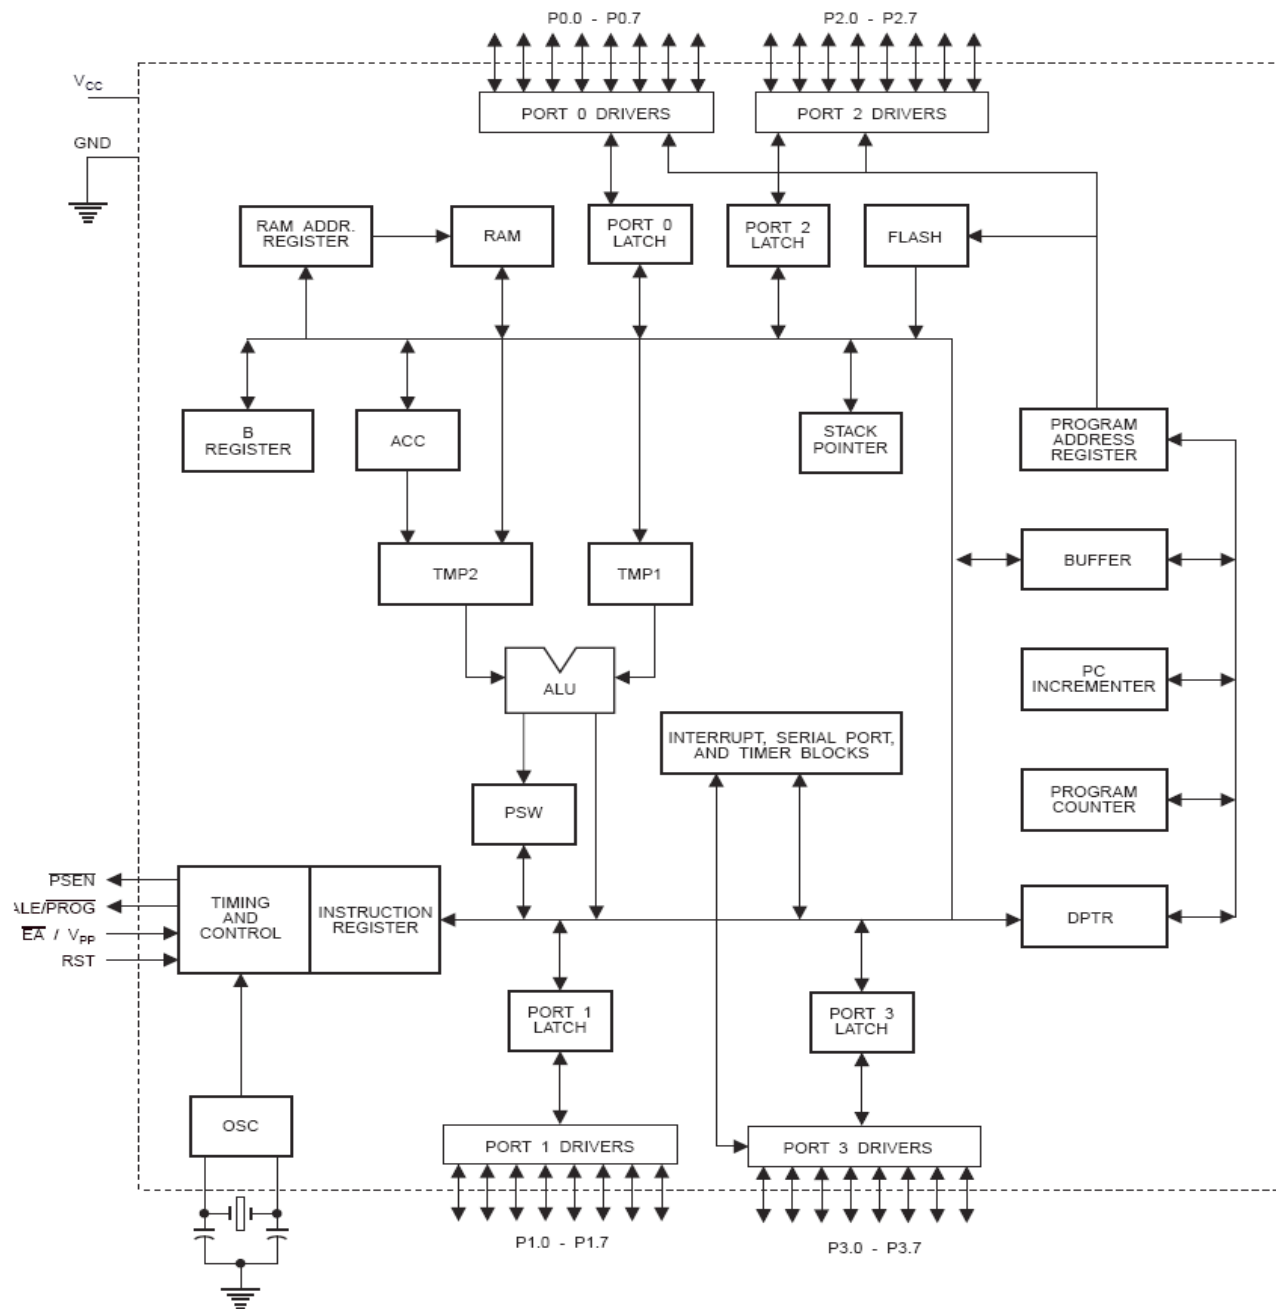 P0.0 - P0.7
P2.0 - P2.7
VCC
GND
PORT 0 DRIVERS
PORT 2 DRIVERS
RAM ADDR.
REGISTER
RAM
PORT 0
LATCH
PORT 2
LATCH
FLASH
B
REGISTER
ACC
STACK
POINTER
PROGRAM
ADDRESS
REGISTER
TMP2
TMP1
BUFFER
ALU
PC
INCREMENTER
INTERRUPT, SERIAL PORT,
AND TIMER BLOCKS
PSW
PROGRAM
COUNTER
PSEN
ALE/PROG
EA / VPP
RST
TIMING
AND
CONTROL
INSTRUCTION
REGISTER
DPTR
PORT 1
LATCH
PORT 3
LATCH
OSC
PORT 1 DRIVERS
PORT 3 DRIVERS
P1.0 - P1.7
P3.0 - P3.7